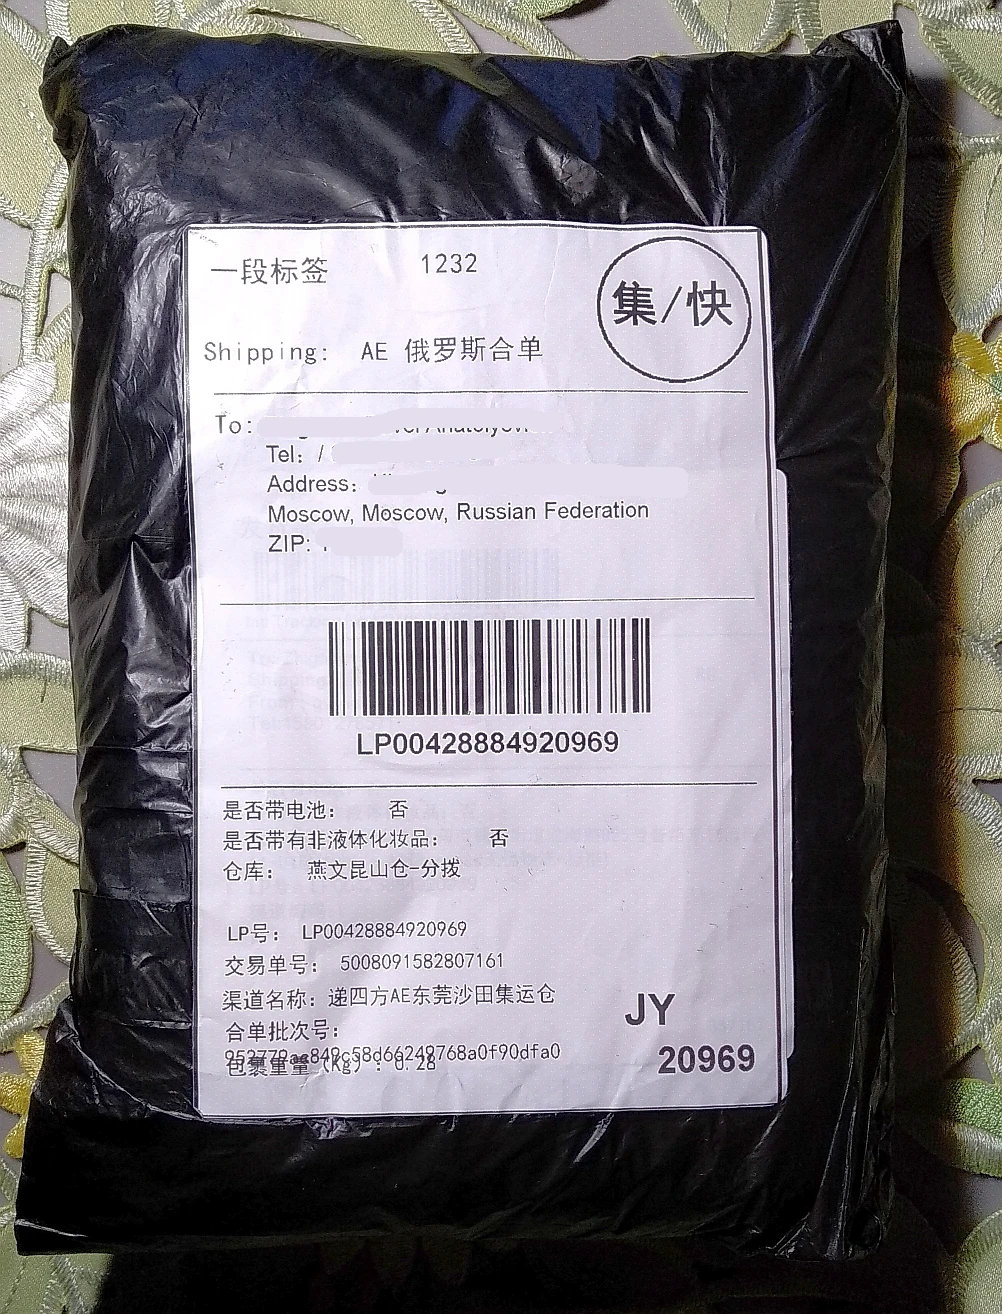 一段标签 1232
集/快
Shipping: AE 俄罗斯合单
To:
Tel: /
Address:
Moscow, Moscow, Russian Federation
ZIP:
LP00428884920969
是否带电池: 否
是否带有非液体化妆品: 否
仓库: 燕文昆山仓-分拨
LP号: LP00428884920969
交易单号: 5008091582807161
渠道名称: 递四方AE东莞沙田集运仓
JY
合单批次号:
包裹重量(Kg): 0.28
20969